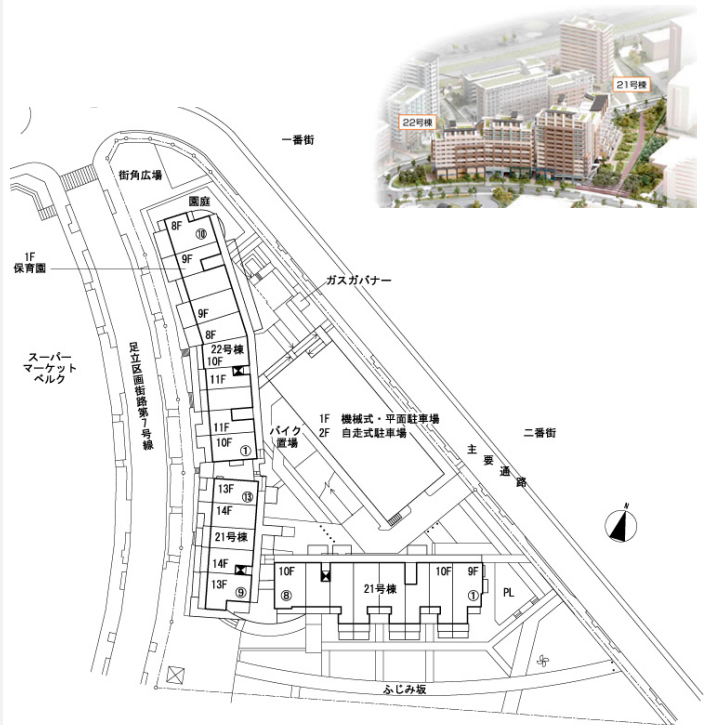 21号棟
22号棟
一番街
街角広場
園庭
8F
⑩
1F
保育園
9F
ガスガバナー
9F
8F
22号棟
10F
11F
スーパー
マーケット
ベルク
足立区画街路第7号線
1F 機械式・平面駐車場
2F 自走式駐車場
バイク
置場
11F
10F
①
二番街
主要通路
13F
⑬
14F
21号棟
14F
13F
⑨
N
10F
⑧
21号棟
10F
9F
①
PL
ふじみ坂